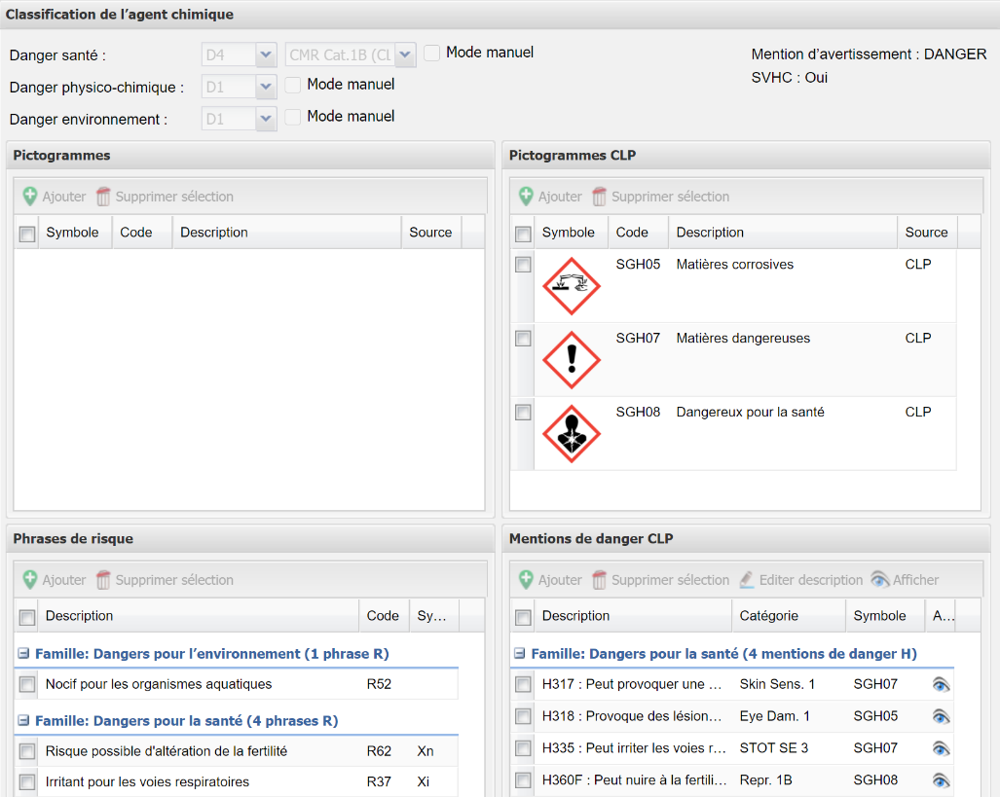 Classification de l’agent chimique
Danger santé :
D4
CMR Cat.1B (CL
Mode manuel
Mention d’avertissement : DANGER
Danger physico-chimique :
D1
Mode manuel
SVHC : Oui
Danger environnement :
D1
Mode manuel
Pictogrammes
Ajouter Supprimer sélection
Symbole Code Description Source
Pictogrammes CLP
Ajouter Supprimer sélection
Symbole Code Description Source
SGH05 Matières corrosives CLP
SGH07 Matières dangereuses CLP
SGH08 Dangereux pour la santé CLP
Phrases de risque
Ajouter Supprimer sélection
Description Code Sy...
Famille: Dangers pour l’environnement (1 phrase R)
Nocif pour les organismes aquatiques R52
Famille: Dangers pour la santé (4 phrases R)
Risque possible d'altération de la fertilité R62 Xn
Irritant pour les voies respiratoires R37 Xi
Mentions de danger CLP
Ajouter Supprimer sélection Editer description Afficher
Description Catégorie Symbole A...
Famille: Dangers pour la santé (4 mentions de danger H)
H317 : Peut provoquer une ... Skin Sens. 1 SGH07
H318 : Provoque des lésion... Eye Dam. 1 SGH05
H335 : Peut irriter les voies r... STOT SE 3 SGH07
H360F : Peut nuire à la fertili... Repr. 1B SGH08